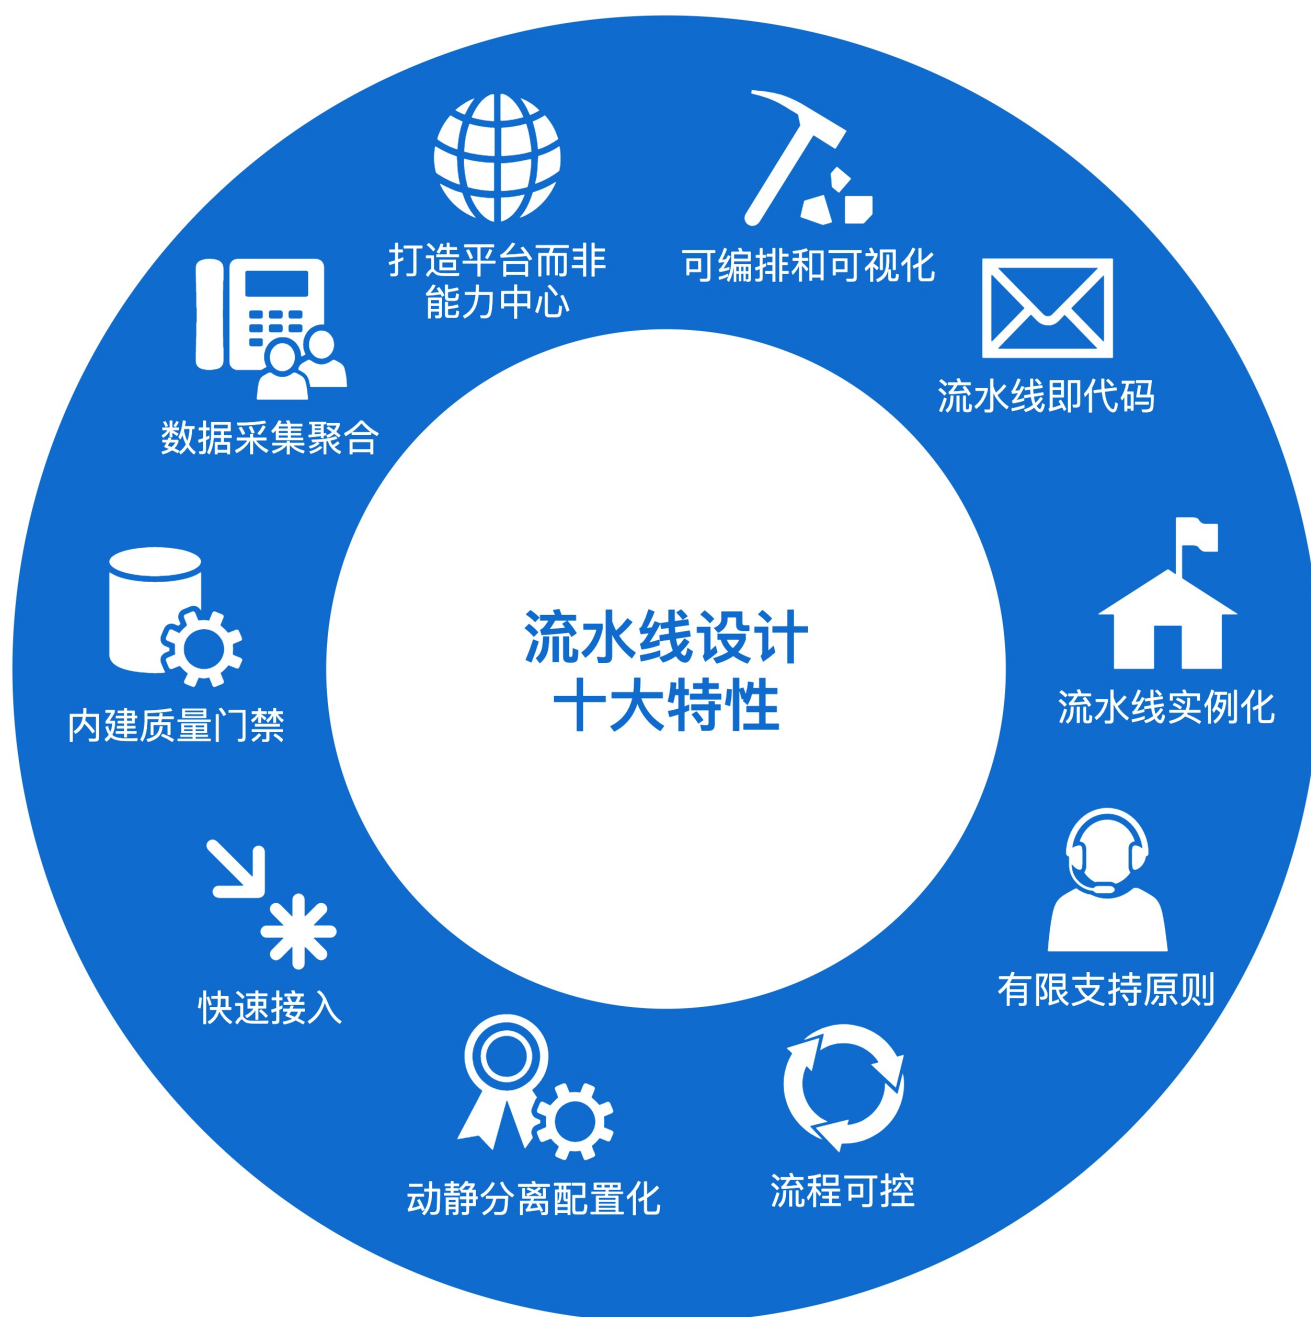 打造平台而非
能力中心
可编排和可视化
流水线即代码
流水线实例化
有限支持原则
流程可控
动静分离配置化
快速接入
内建质量门禁
数据采集聚合
流水线设计
十大特性